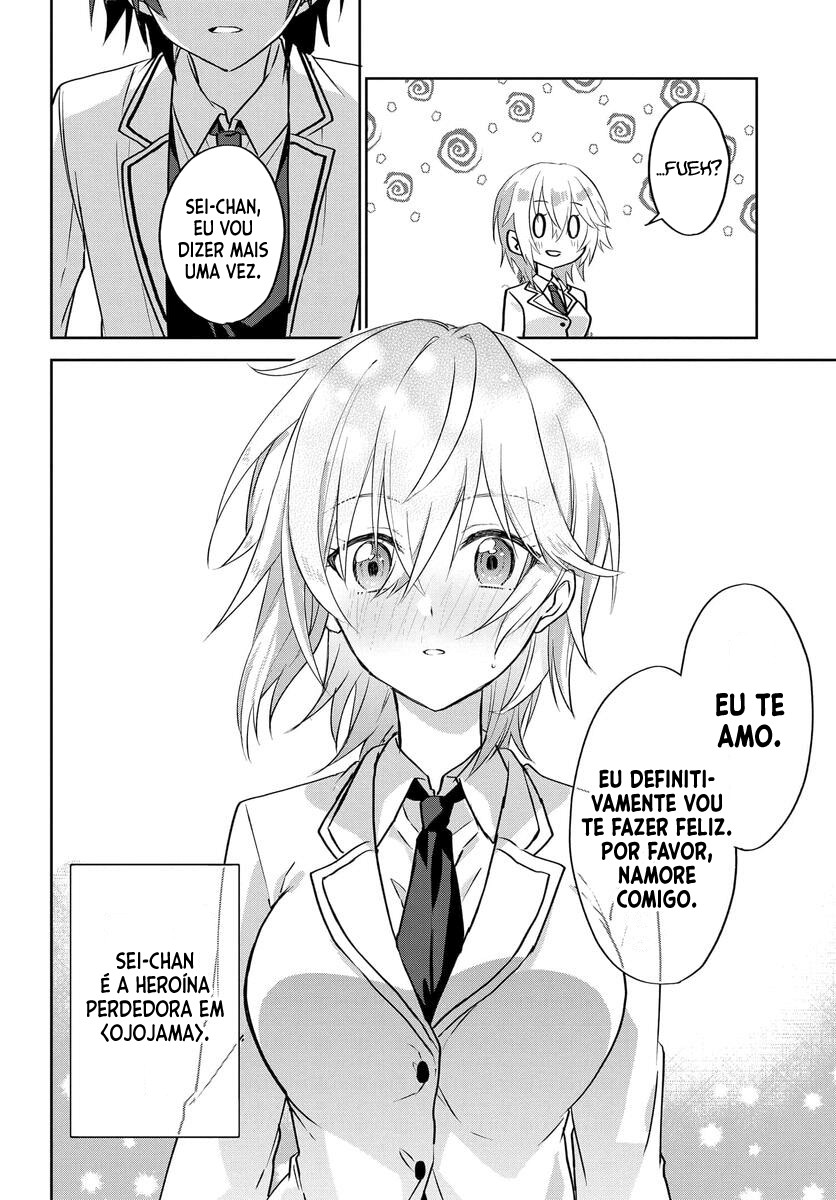 ...FUEH?
SEI-CHAN,
EU VOU
DIZER MAIS
UMA VEZ.
EU TE
AMO.
EU DEFINITI-
VAMENTE VOU
TE FAZER FELIZ.
POR FAVOR,
NAMORE
COMIGO.
SEI-CHAN
É A HEROÍNA
PERDEDORA EM
<OJOJAMA>.